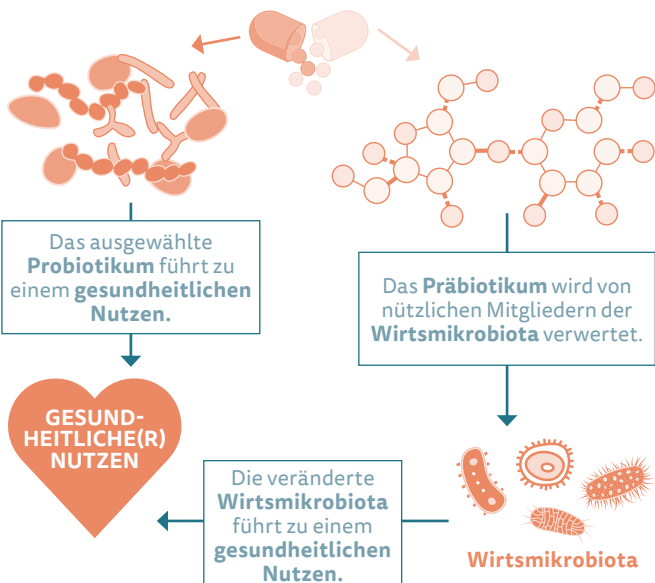 Das ausgewählte
Probiotikum führt zu
einem gesundheitlichen
Nutzen.
Das Präbiotikum wird von
nützlichen Mitgliedern der
Wirtsmikrobiota verwertet.
GESUND-
HEITLICHE(R)
NUTZEN
Die veränderte
Wirtsmikrobiota
führt zu einem
gesundheitlichen
Nutzen.
Wirtsmikrobiota